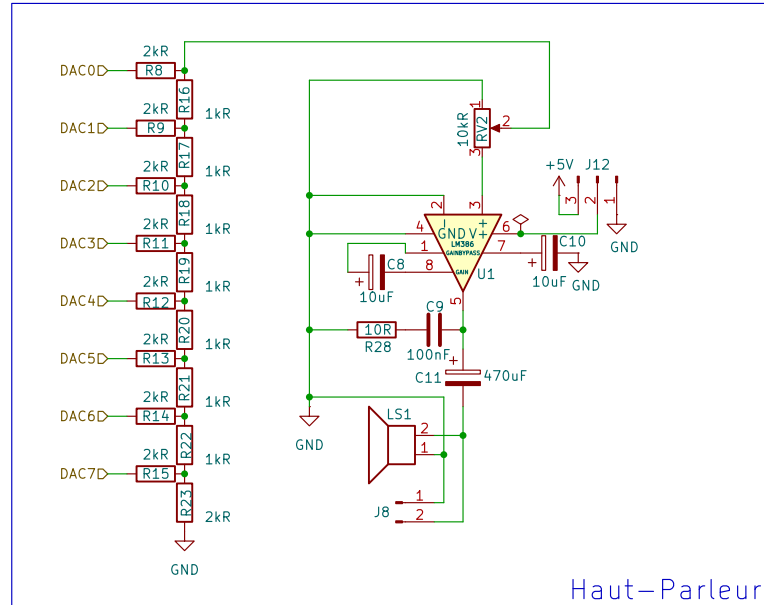 2kR
DAC0 R8
R16 1kR
2kR
DAC1 R9
R17 1kR
2kR
DAC2 R10
R18 1kR
2kR
DAC3 R11
R19 1kR
2kR
DAC4 R12
R20 1kR
2kR
DAC5 R13
R21 1kR
2kR
DAC6 R14
R22 1kR
2kR
DAC7 R15
R23 2kR
GND
1
10kR RV2 2
3
+5V J12
3 2 1
GND
2 3
- +
4 GND V+ 6
LM386
1 GAIN BYPASS 7
8 GAIN
U1
5
C8
+
10uF
C10
+
10uF
GND
C9
100nF
10R
R28
+
C11 470uF
GND
LS1
2
1
J8
1
2
Haut-Parleur